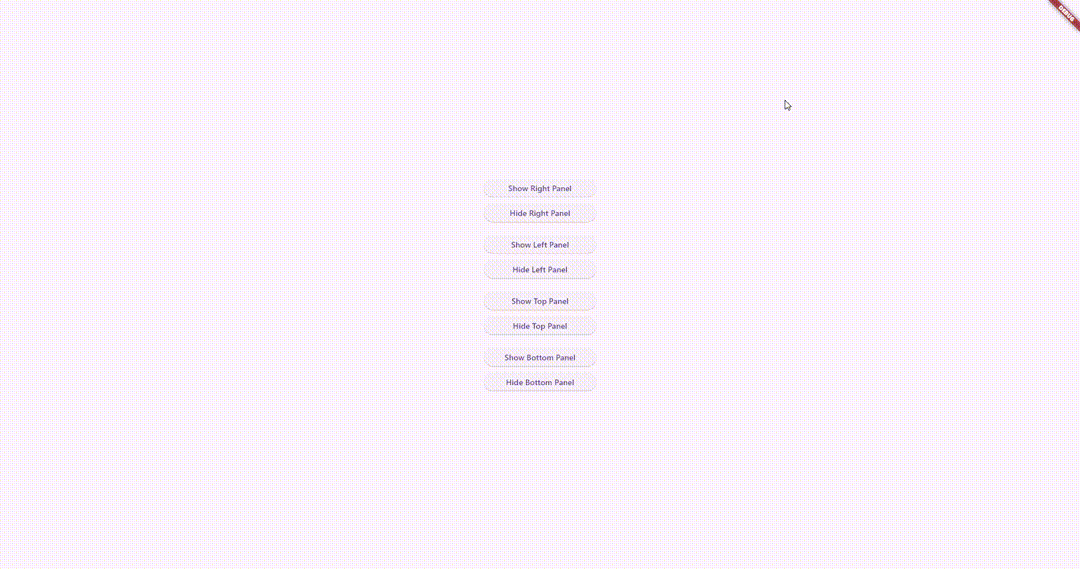 DEBUG
Show Right Panel
Hide Right Panel
Show Left Panel
Hide Left Panel
Show Top Panel
Hide Top Panel
Show Bottom Panel
Hide Bottom Panel